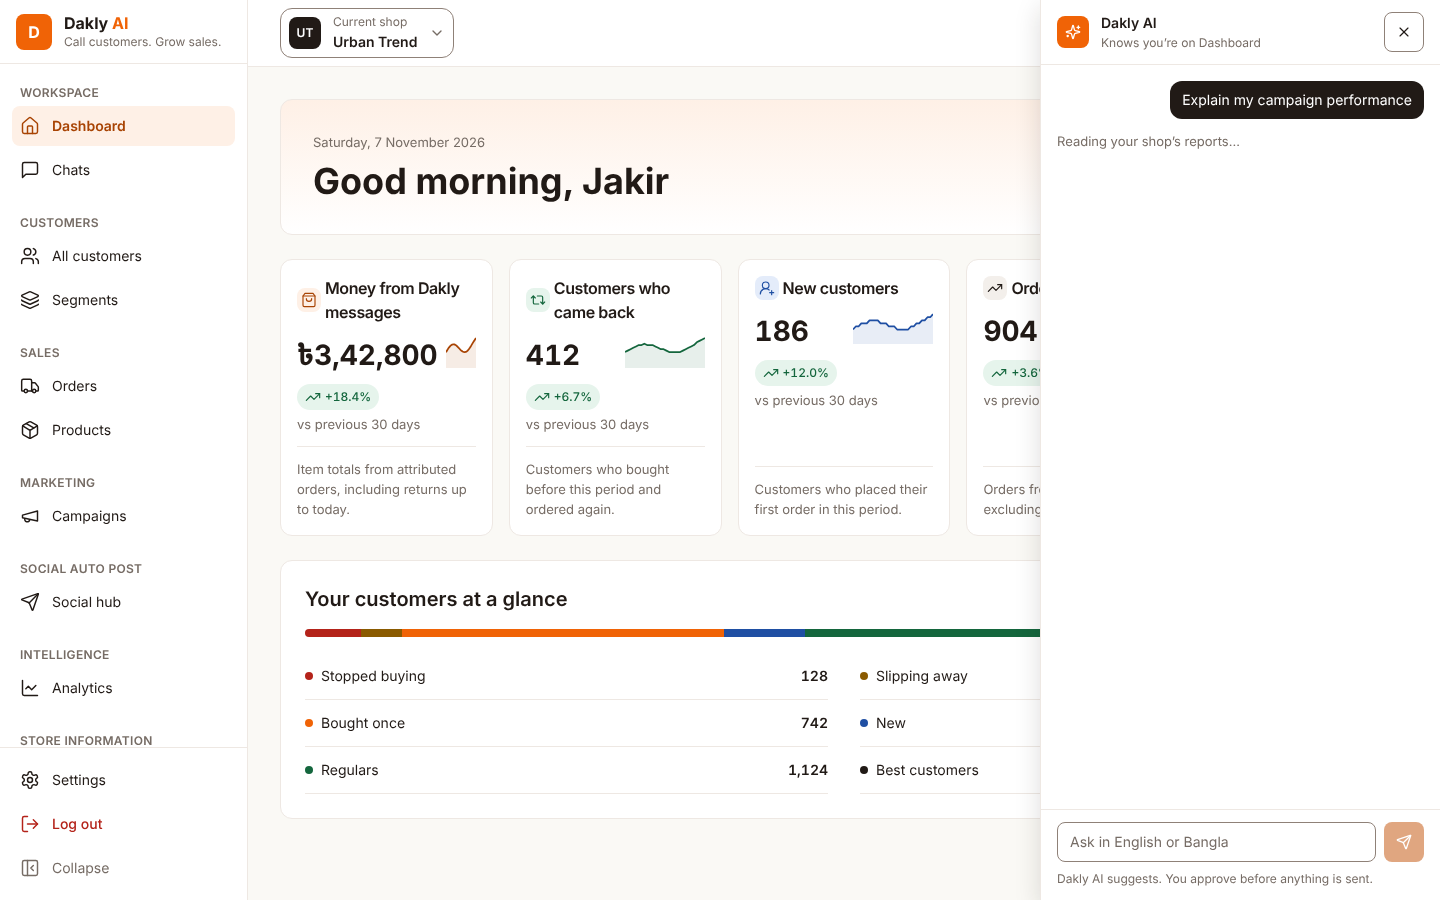 D
Dakly AI
Call customers. Grow sales.
WORKSPACE
Dashboard
Chats
CUSTOMERS
All customers
Segments
SALES
Orders
Products
MARKETING
Campaigns
SOCIAL AUTO POST
Social hub
INTELLIGENCE
Analytics
STORE INFORMATION
Settings
Log out
Collapse
UT
Current shop
Urban Trend
Saturday, 7 November 2026
Good morning, Jakir
Money from Dakly
messages
৳3,42,800
+18.4%
vs previous 30 days
Item totals from attributed
orders, including returns up
to today.
Customers who
came back
412
+6.7%
vs previous 30 days
Customers who bought
before this period and
ordered again.
New customers
186
+12.0%
vs previous 30 days
Customers who placed their
first order in this period.
904
vs
Orders
excluding
Your customers at a glance
Stopped buying 128
Slipping away
Bought once 742
New
Regulars 1,124
Best customers
Dakly AI
Knows you’re on Dashboard
Explain my campaign performance
Reading your shop’s reports…
Ask in English or Bangla
Dakly AI suggests. You approve before anything is sent.